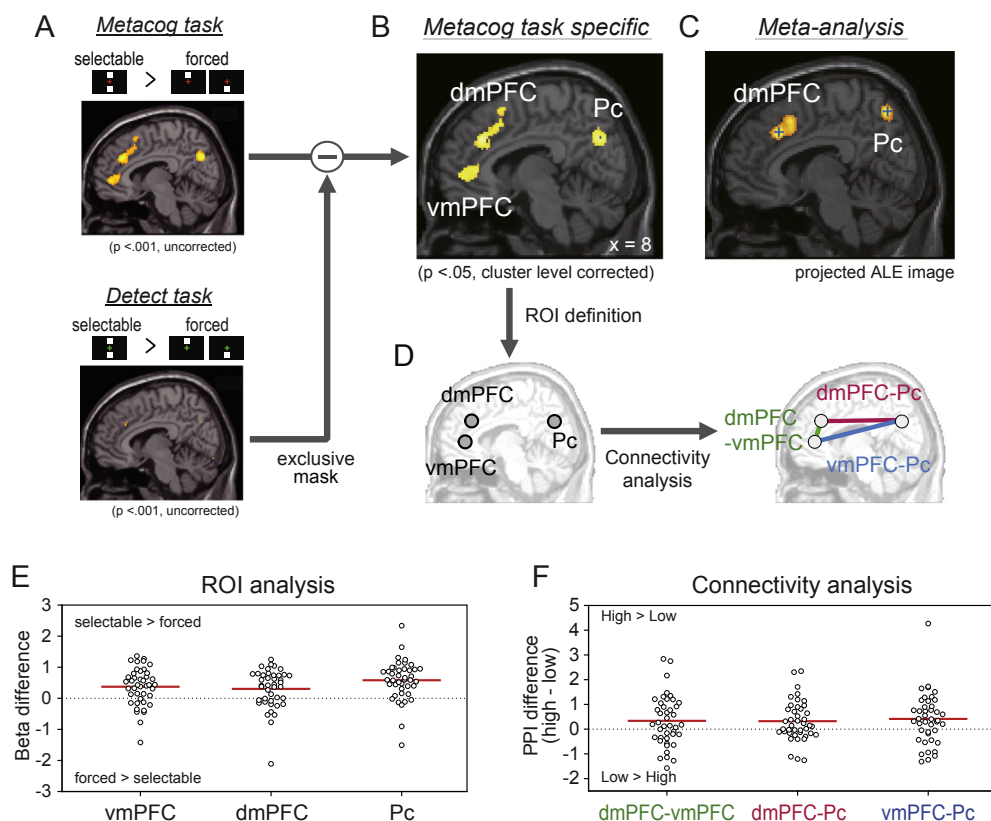 A
Metacog task
selectable > forced
(p <.001, uncorrected)
Detect task
selectable > forced
(p <.001, uncorrected)
exclusive
mask
B
Metacog task specific
dmPFC
Pc
vmPFC
x = 8
(p <.05, cluster level corrected)
ROI definition
C
Meta-analysis
dmPFC
Pc
projected ALE image
D
dmPFC
vmPFC
Pc
Connectivity
analysis
dmPFC-Pc
dmPFC
-vmPFC
vmPFC-Pc
E
ROI analysis
Beta difference
3
2
1
0
-1
-2
-3
selectable > forced
forced > selectable
vmPFC dmPFC Pc
F
Connectivity analysis
PPI difference
(high - low)
5
4
3
2
1
0
-1
-2
High > Low
Low > High
dmPFC-vmPFC dmPFC-Pc vmPFC-Pc